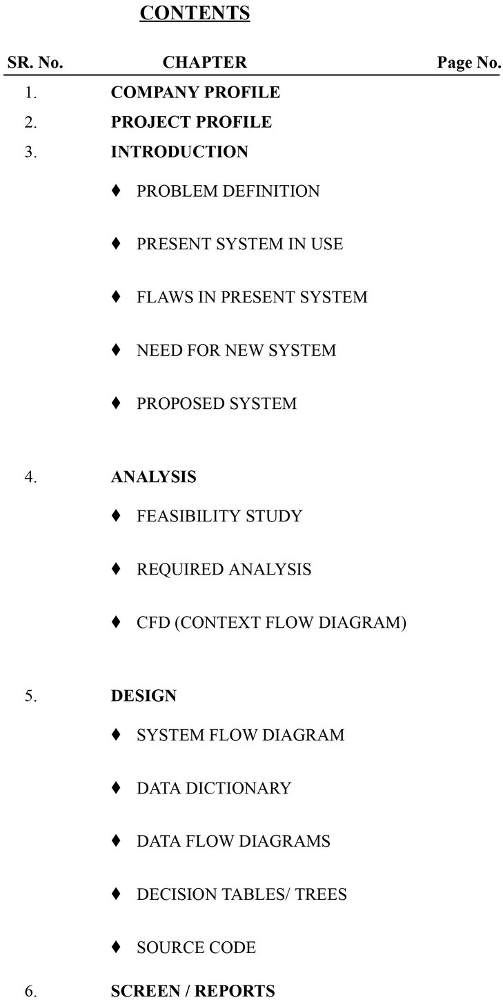 CONTENTS
SR. No. CHAPTER Page No.
1. COMPANY PROFILE
2. PROJECT PROFILE
3. INTRODUCTION
♦ PROBLEM DEFINITION
♦ PRESENT SYSTEM IN USE
♦ FLAWS IN PRESENT SYSTEM
♦ NEED FOR NEW SYSTEM
♦ PROPOSED SYSTEM
4. ANALYSIS
♦ FEASIBILITY STUDY
♦ REQUIRED ANALYSIS
♦ CFD (CONTEXT FLOW DIAGRAM)
5. DESIGN
♦ SYSTEM FLOW DIAGRAM
♦ DATA DICTIONARY
♦ DATA FLOW DIAGRAMS
♦ DECISION TABLES/ TREES
♦ SOURCE CODE
6. SCREEN / REPORTS